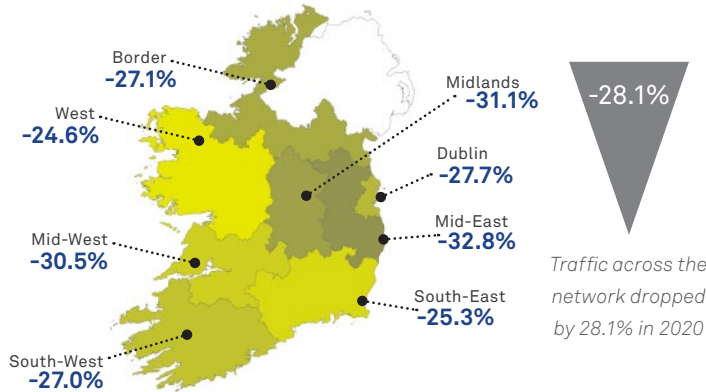 Border
-27.1%
Midlands
-31.1%
-28.1%
West
-24.6%
Dublin
-27.7%
Mid-East
-32.8%
Mid-West
-30.5%
Traffic across the
network dropped
by 28.1% in 2020
South-East
-25.3%
South-West
-27.0%